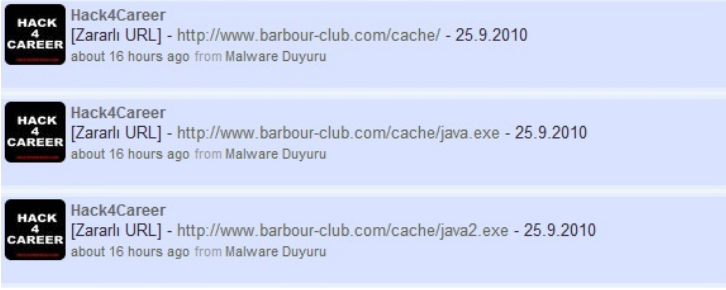 HACK
4
CAREER
Hack4Career
[Zararlı URL] - http://www.barbour-club.com/cache/ - 25.9.2010
about 16 hours ago from Malware Duyuru
HACK
4
CAREER
Hack4Career
[Zararlı URL] - http://www.barbour-club.com/cache/java.exe - 25.9.2010
about 16 hours ago from Malware Duyuru
HACK
4
CAREER
Hack4Career
[Zararlı URL] - http://www.barbour-club.com/cache/java2.exe - 25.9.2010
about 16 hours ago from Malware Duyuru